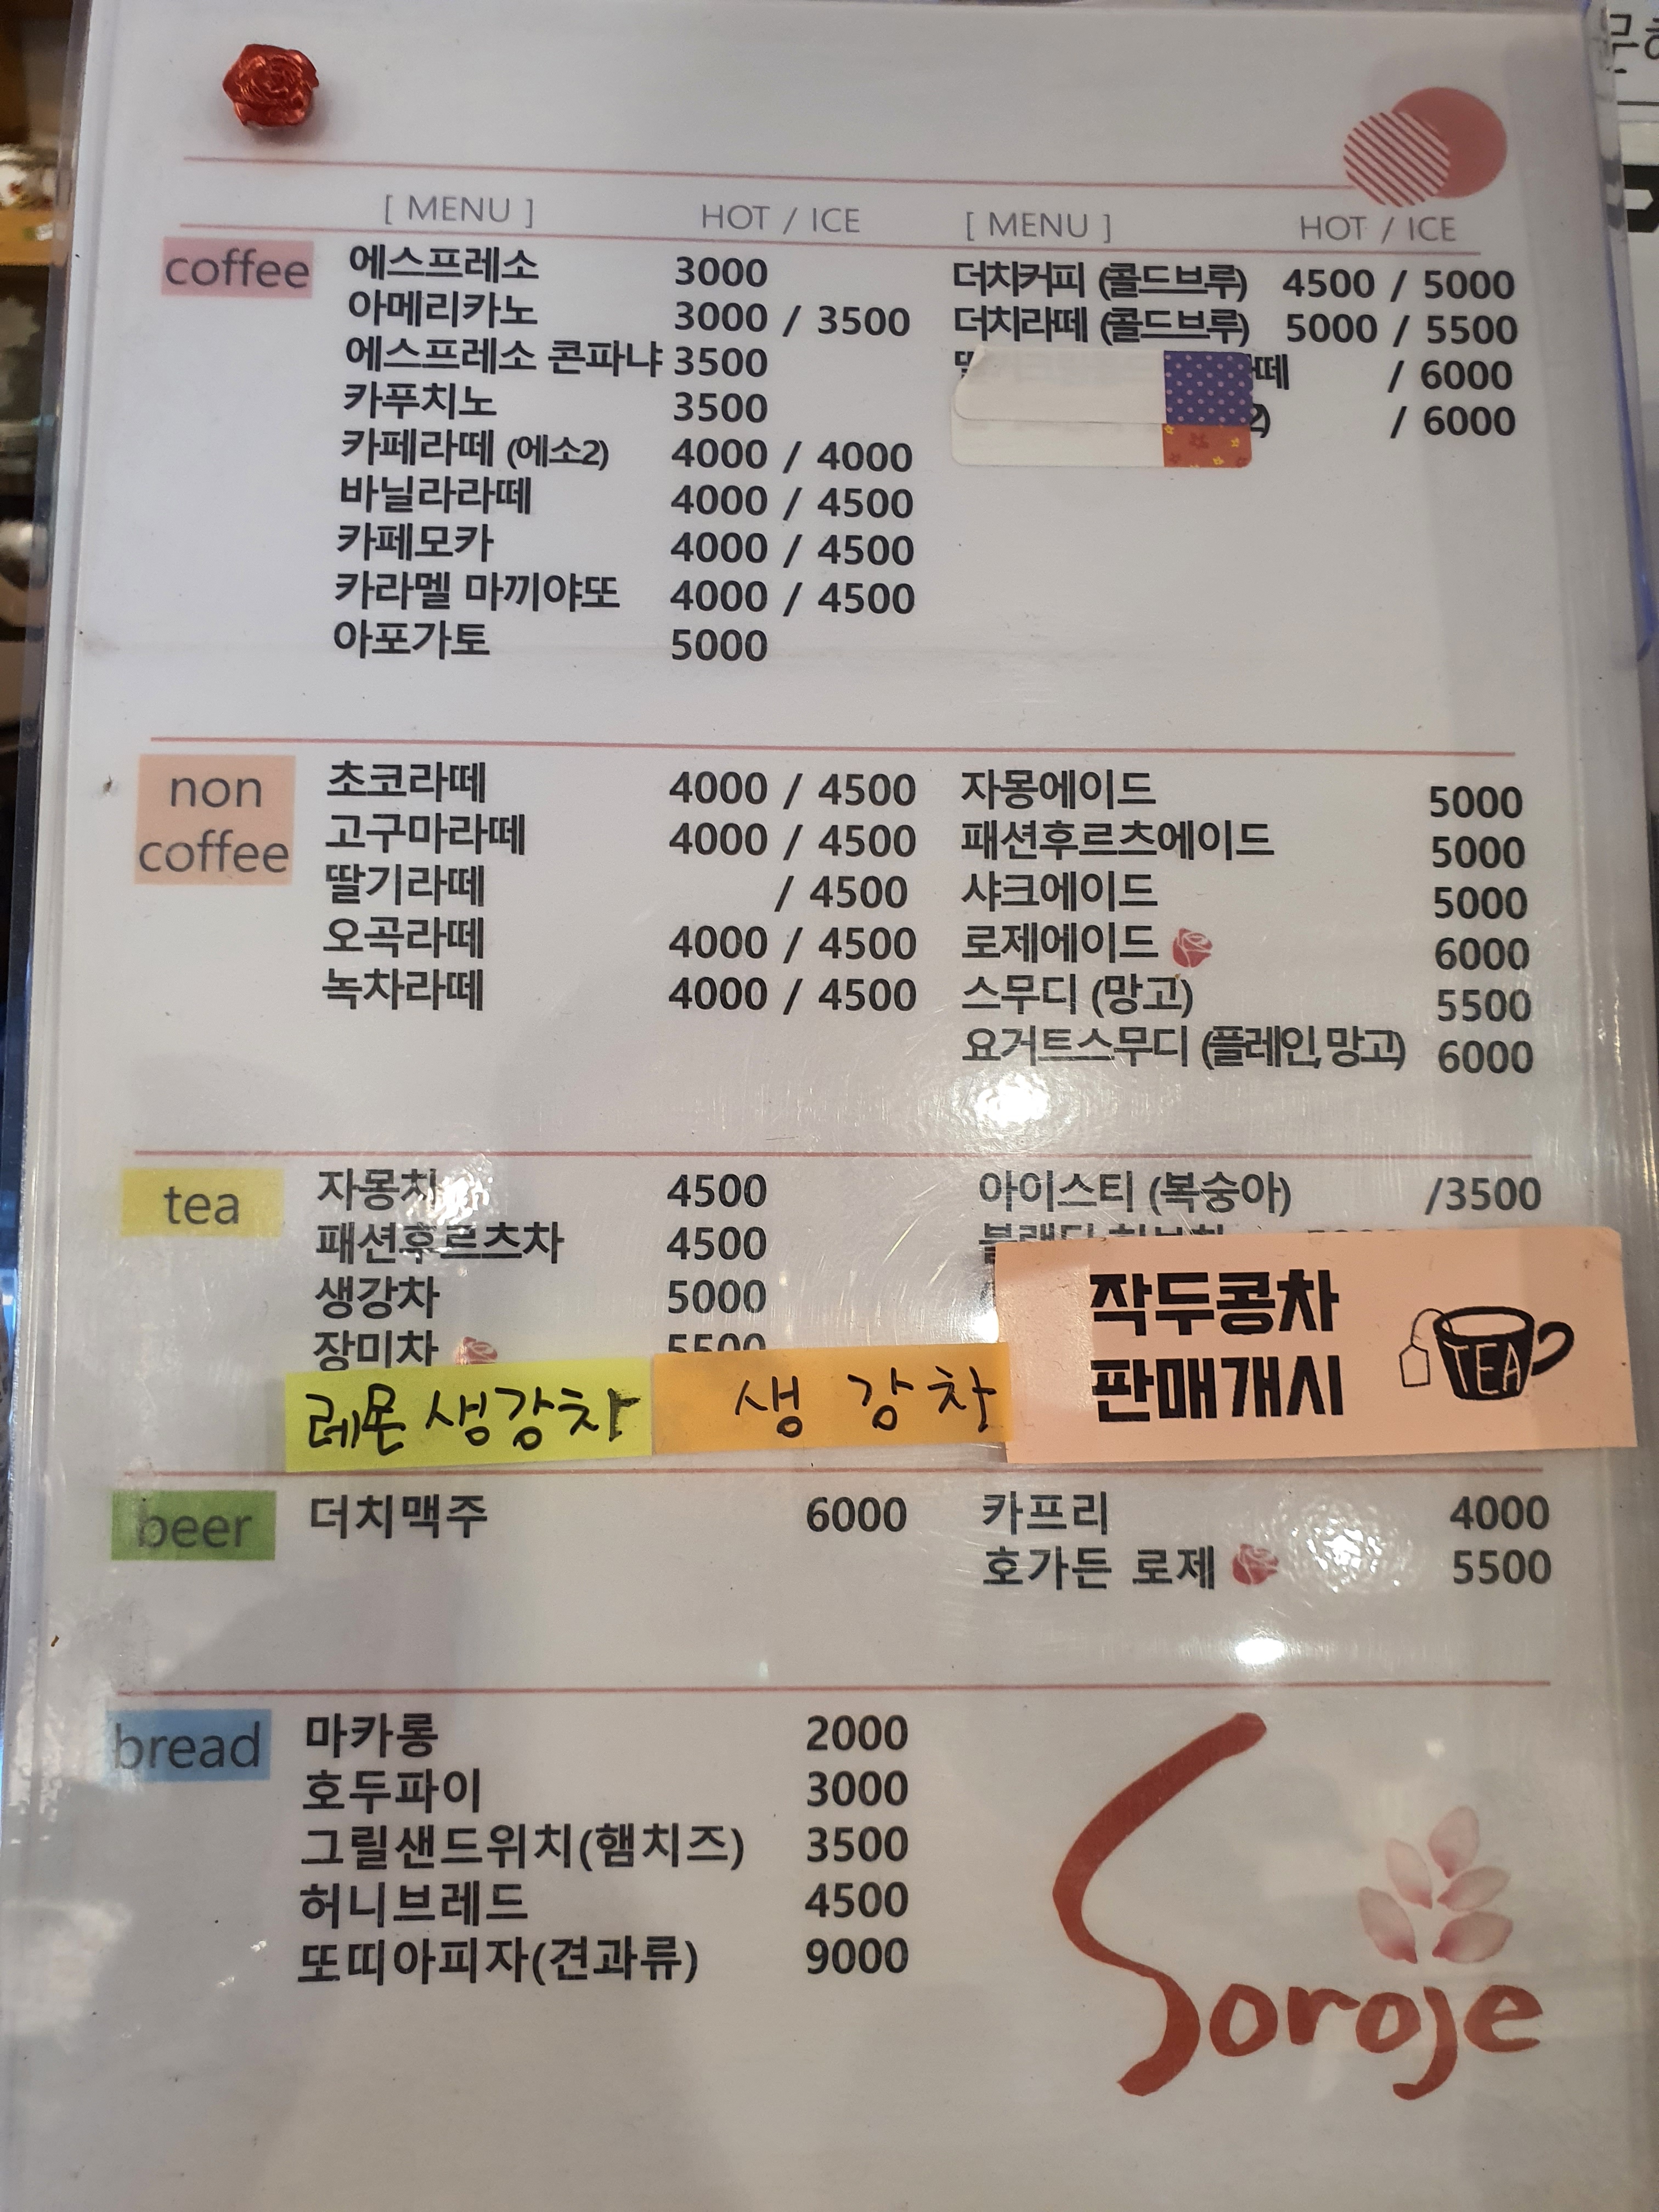 [ MENU ] HOT / ICE
coffee
에스프레소 3000
아메리카노 3000 / 3500
에스프레소 콘파냐 3500
카푸치노 3500
카페라떼 (에소2) 4000 / 4000
바닐라라떼 4000 / 4500
카페모카 4000 / 4500
카라멜 마끼야또 4000 / 4500
아포가토 5000
[ MENU ] HOT / ICE
더치커피 (콜드브루) 4500 / 5000
더치라떼 (콜드브루) 5000 / 5500
/ 6000
/ 6000
non
coffee
초코라떼 4000 / 4500
고구마라떼 4000 / 4500
딸기라떼 / 4500
오곡라떼 4000 / 4500
녹차라떼 4000 / 4500
자몽에이드 5000
패션후르츠에이드 5000
샤크에이드 5000
로제에이드 6000
스무디 (망고) 5500
요거트스무디 (플레인,망고) 6000
tea
자몽차 4500
패션후르츠차 4500
생강차 5000
장미차 5500
레몬생강차
생강차
아이스티 (복숭아) /3500
작두콩차
판매개시
TEA
beer
더치맥주 6000
카프리 4000
호가든 로제 5500
bread
마카롱 2000
호두파이 3000
그릴샌드위치(햄치즈) 3500
허니브레드 4500
또띠아피자(견과류) 9000
Soroje